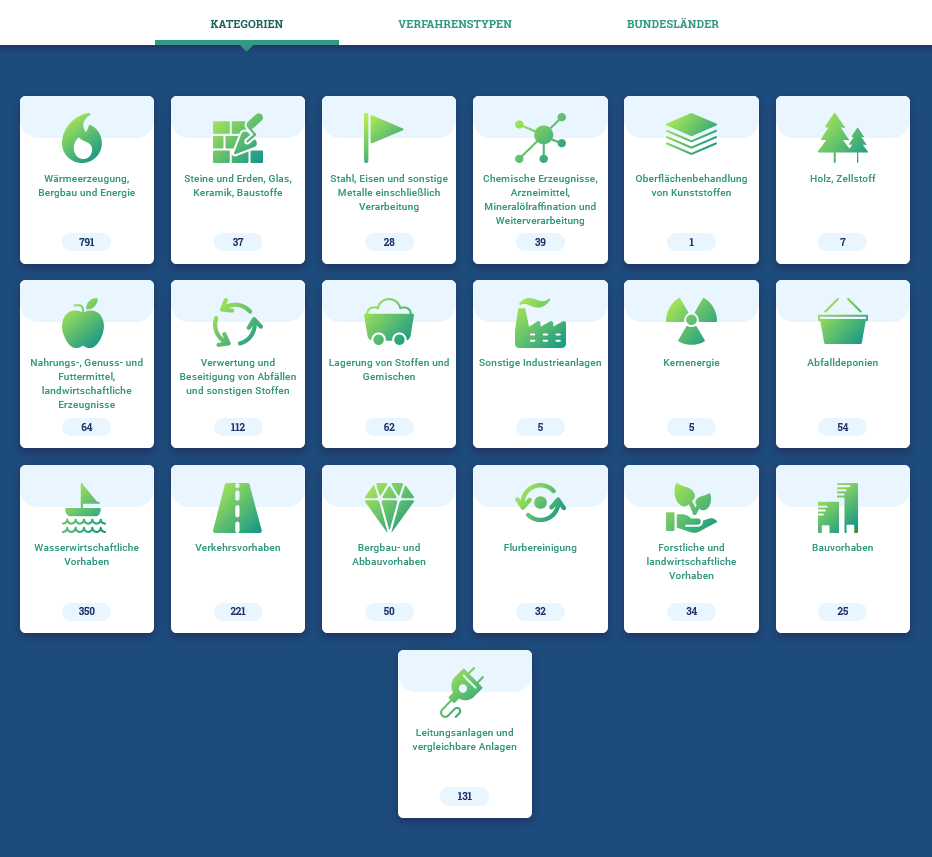 KATEGORIEN
VERFAHRENSTYPEN
BUNDESLÄNDER
Wärmeerzeugung,
Bergbau und Energie
791
Steine und Erden, Glas,
Keramik, Baustoffe
37
Stahl, Eisen und sonstige
Metalle einschließlich
Verarbeitung
28
Chemische Erzeugnisse,
Arzneimittel,
Mineralölraffination und
Weiterverarbeitung
39
Oberflächenbehandlung
von Kunststoffen
1
Holz, Zellstoff
7
Nahrungs-, Genuss- und
Futtermittel,
landwirtschaftliche
Erzeugnisse
64
Verwertung und
Beseitigung von Abfällen
und sonstigen Stoffen
112
Lagerung von Stoffen und
Gemischen
62
Sonstige Industrieanlagen
5
Kernenergie
5
Abfalldeponien
54
Wasserwirtschaftliche
Vorhaben
350
Verkehrsvorhaben
221
Bergbau- und
Abbauvorhaben
50
Flurbereinigung
32
Forstliche und
landwirtschaftliche
Vorhaben
34
Bauvorhaben
25
Leitungsanlagen und
vergleichbare Anlagen
131